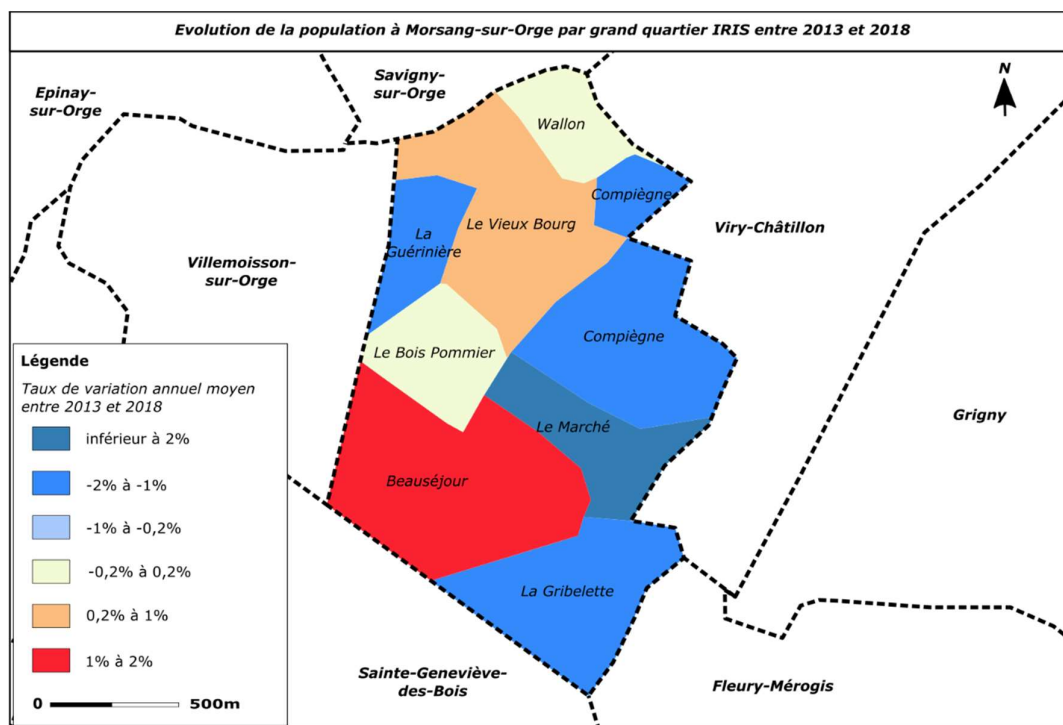 Evolution de la population à Morsang-sur-Orge par grand quartier IRIS entre 2013 et 2018
Epinay-
sur-Orge
Savigny-
sur-Orge
N
Wallon
Compiègne
Le Vieux Bourg
Viry-Châtillon
La
Guérinière
Villemoisson-
sur-Orge
Compiègne
Le Bois Pommier
Grigny
Le Marché
Beauséjour
La Gribelette
Sainte-Geneviève-
des-Bois
Fleury-Mérogis
Légende
Taux de variation annuel moyen
entre 2013 et 2018
inférieur à 2%
-2% à -1%
-1% à -0,2%
-0,2% à 0,2%
0,2% à 1%
1% à 2%
0 500m